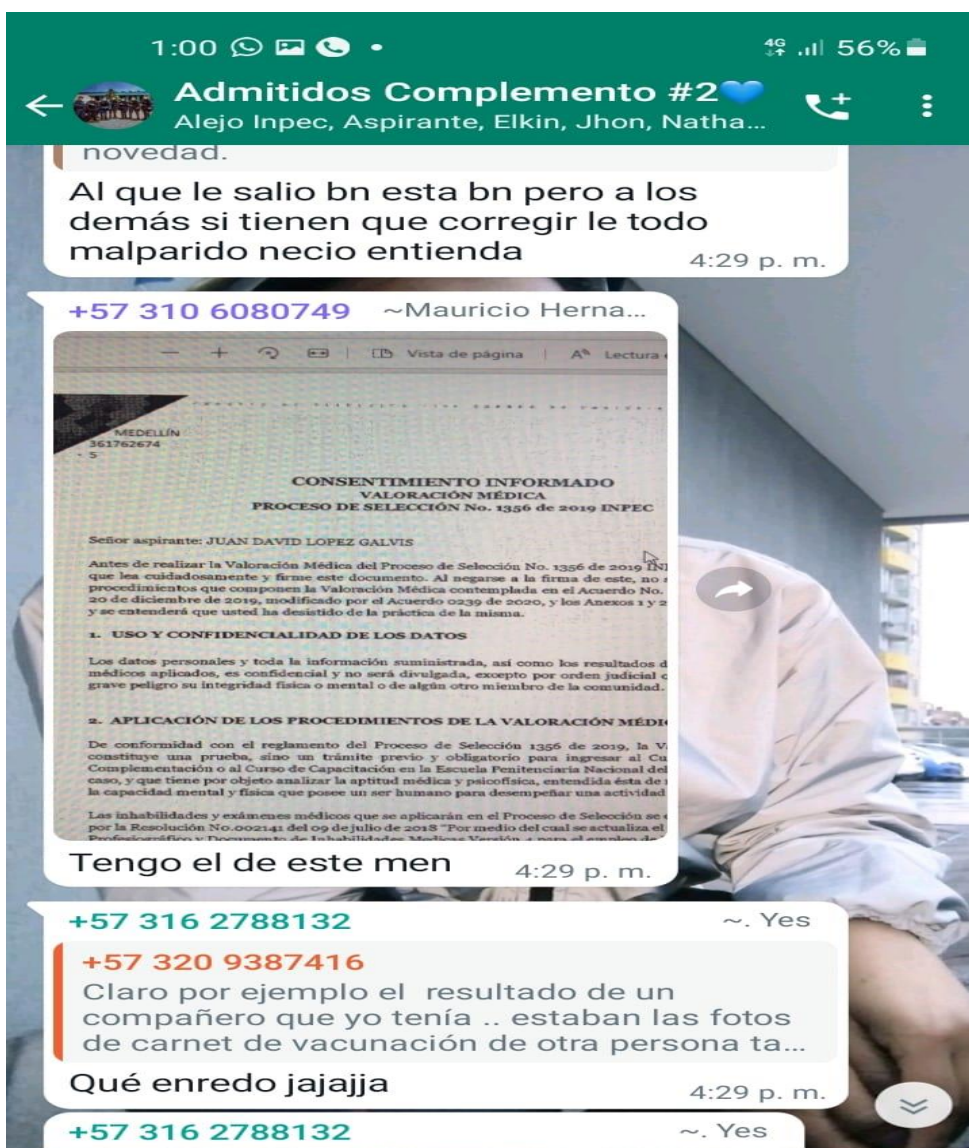 1:00
4G 56%
Admitidos Complemento #2💙
Alejo Inpec, Aspirante, Elkin, Jhon, Natha...
novedad.
Al que le salio bn esta bn pero a los
demás si tienen que corregir le todo
malparido necio entienda
4:29 p. m.
+57 310 6080749 ~Mauricio Herna...
Vista de página
Lectura
MEDELLÍN
361762674
- 5
CONSENTIMIENTO INFORMADO
VALORACIÓN MÉDICA
PROCESO DE SELECCIÓN No. 1356 de 2019 INPEC
Señor aspirante: JUAN DAVID LOPEZ GALVIS
Antes de realizar la Valoración Médica del Proceso de Selección No. 1356 de 2019
que lea cuidadosamente y firme este documento. Al negarse a la firma de este, no
procedimientos que componen la Valoración Médica contemplada en el Acuerdo No.
20 de diciembre de 2019, modificado por el Acuerdo 0239 de 2020, y los Anexos 1 y 2
y se entenderá que usted ha desistido de la práctica de la misma.
1. USO Y CONFIDENCIALIDAD DE LOS DATOS
Los datos personales y toda la información suministrada, así como los resultados d
médicos aplicados, es confidencial y no será divulgada, excepto por orden judicial
grave peligro su integridad física o mental o de algún otro miembro de la comunidad.
2. APLICACIÓN DE LOS PROCEDIMIENTOS DE LA VALORACIÓN MÉDI
De conformidad con el reglamento del Proceso de Selección 1356 de 2019, la
constituye una prueba, sino un trámite previo y obligatorio para ingresar al Cu
Complementación o al Curso de Capacitación en la Escuela Penitenciaria Nacional del
caso, y que tiene por objeto analizar la aptitud médica y psicofísica, entendida ésta de
la capacidad mental y física que posee un ser humano para desempeñar una actividad
Las inhabilidades y exámenes médicos que se aplicarán en el Proceso de Selección se
por la Resolución No.002141 del 09 de julio de 2018 "Por medio del cual se actualiza el
Profesiográfico y Documento de Inhabilidades Medicas Versión 4 para el empleo de
Tengo el de este men
4:29 p. m.
+57 316 2788132 ~. Yes
+57 320 9387416
Claro por ejemplo el resultado de un
compañero que yo tenía .. estaban las fotos
de carnet de vacunación de otra persona ta...
Qué enredo jajajja
4:29 p. m.
+57 316 2788132 ~. Yes